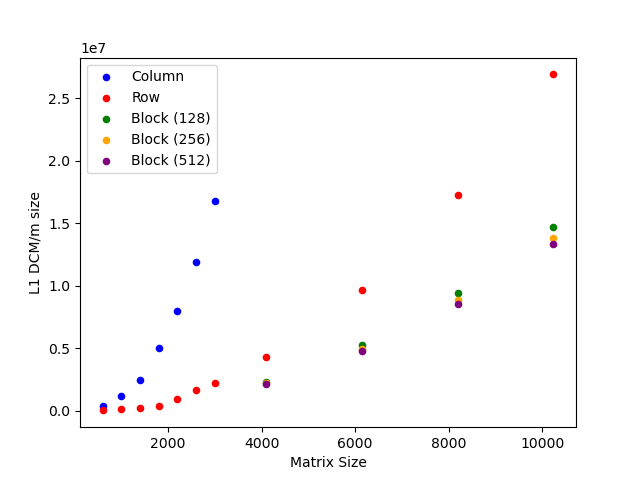 1e7
Column
Row
Block (128)
Block (256)
Block (512)
2.5
2.0
1.5
1.0
0.5
0.0
L1 DCM/m size
2000 4000 6000 8000 10000
Matrix Size